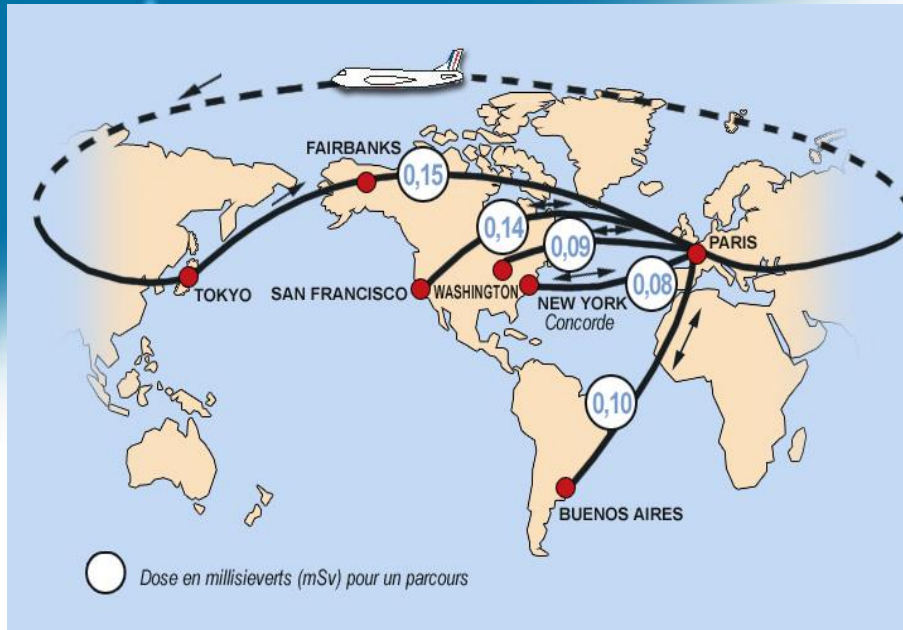 FAIRBANKS
0,15
0,14
0,09
PARIS
TOKYO
SAN FRANCISCO
WASHINGTON
NEW YORK
Concorde
0,08
0,10
BUENOS AIRES
Dose en millisieverts (mSv) pour un parcours